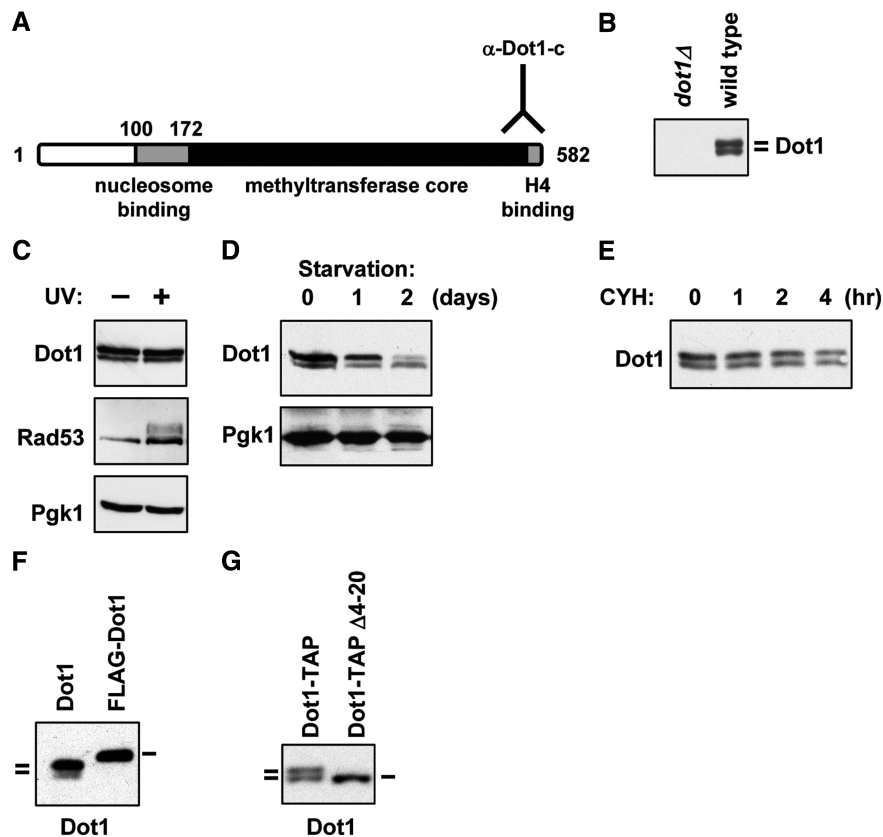 A
α-Dot1-c
100 172
1 582
nucleosome binding
methyltransferase core
H4 binding
B
dot1Δ
wild type
= Dot1
C
UV: − +
Dot1
Rad53
Pgk1
D
Starvation:
0 1 2 (days)
Dot1
Pgk1
E
CYH: 0 1 2 4 (hr)
Dot1
F
Dot1
FLAG-Dot1
Dot1
G
Dot1-TAP
Dot1-TAP Δ4-20
Dot1